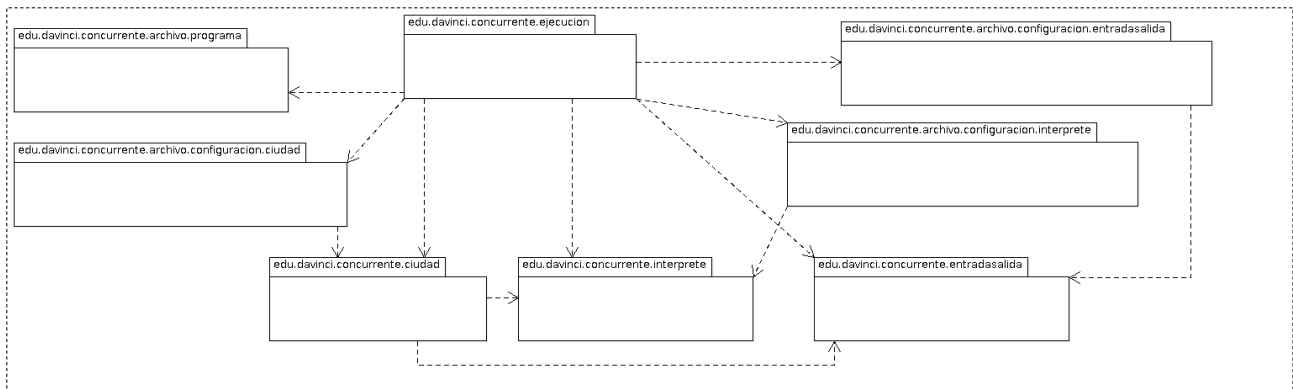 edu.davinci.concurrente.ejecucion
edu.davinci.concurrente.archivo.programa
edu.davinci.concurrente.archivo.configuracion.entradasalida
edu.davinci.concurrente.archivo.configuracion.interprete
edu.davinci.concurrente.archivo.configuracion.ciudad
edu.davinci.concurrente.ciudad
edu.davinci.concurrente.interprete
edu.davinci.concurrente.entradasalida